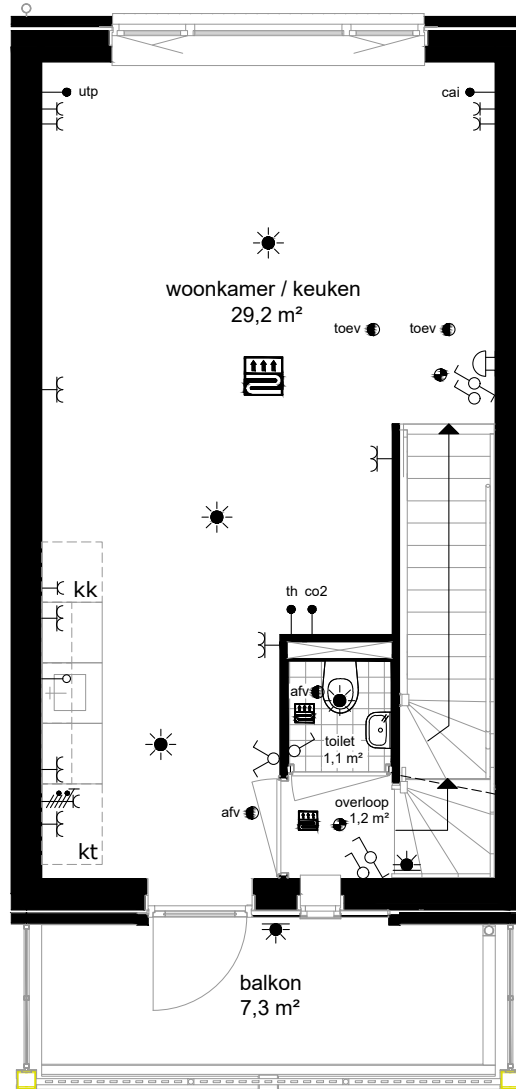 utp
cai
woonkamer / keuken
29,2 m²
toev
toev
kk
th
co2
afv
toilet
1,1 m²
overloop
1,2 m²
afv
kt
balkon
7,3 m²